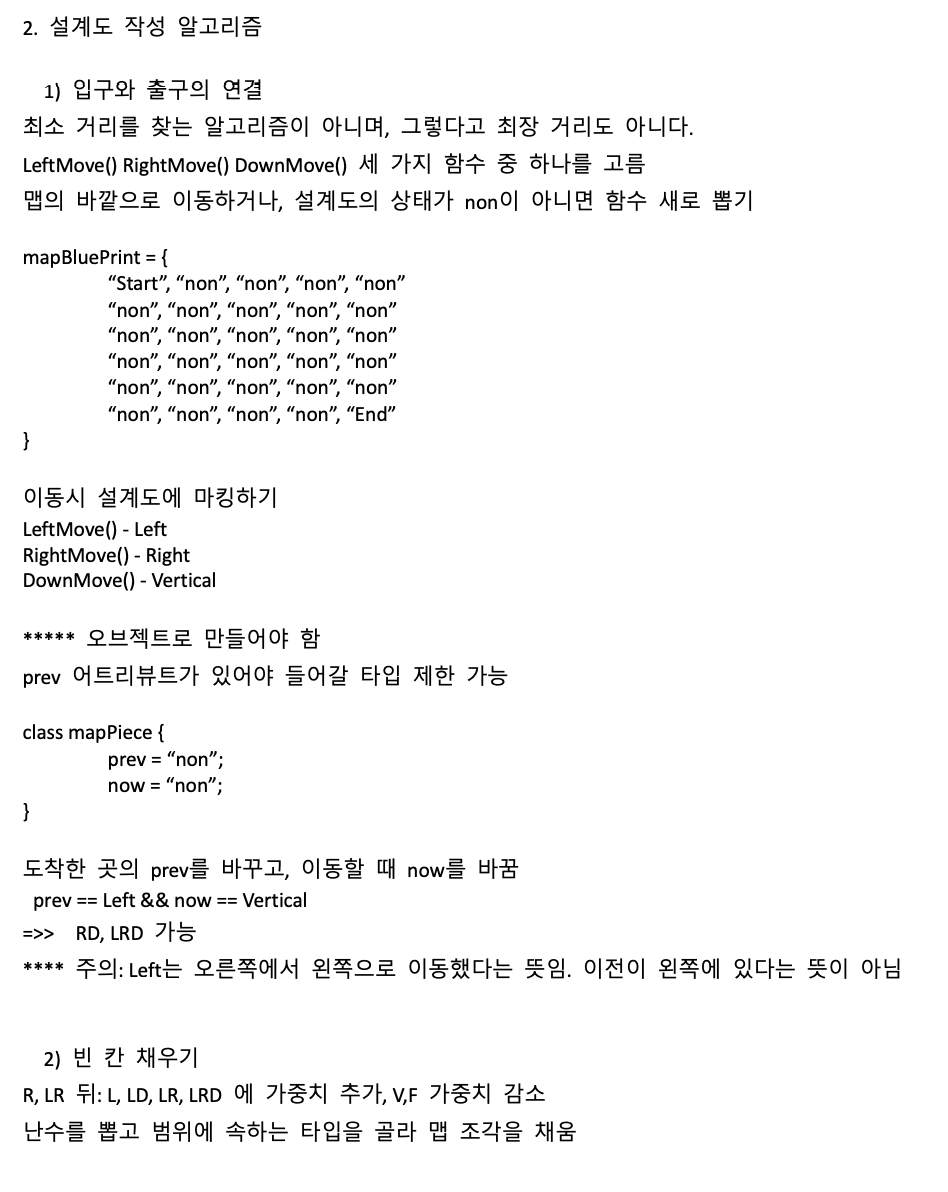 2. 설계도 작성 알고리즘
1) 입구와 출구의 연결
최소 거리를 찾는 알고리즘이 아니며, 그렇다고 최장 거리도 아니다.
LeftMove() RightMove() DownMove() 세 가지 함수 중 하나를 고름
맵의 바깥으로 이동하거나, 설계도의 상태가 non이 아니면 함수 새로 뽑기
mapBluePrint = {
“Start”, “non”, “non”, “non”, “non”
“non”, “non”, “non”, “non”, “non”
“non”, “non”, “non”, “non”, “non”
“non”, “non”, “non”, “non”, “non”
“non”, “non”, “non”, “non”, “non”
“non”, “non”, “non”, “non”, “End”
}
이동시 설계도에 마킹하기
LeftMove() - Left
RightMove() - Right
DownMove() - Vertical
***** 오브젝트로 만들어야 함
prev 어트리뷰트가 있어야 들어갈 타입 제한 가능
class mapPiece {
prev = “non”;
now = “non”;
}
도착한 곳의 prev를 바꾸고, 이동할 때 now를 바꿈
prev == Left && now == Vertical
=>> RD, LRD 가능
**** 주의: Left는 오른쪽에서 왼쪽으로 이동했다는 뜻임. 이전이 왼쪽에 있다는 뜻이 아님
2) 빈 칸 채우기
R, LR 뒤: L, LD, LR, LRD 에 가중치 추가, V,F 가중치 감소
난수를 뽑고 범위에 속하는 타입을 골라 맵 조각을 채움